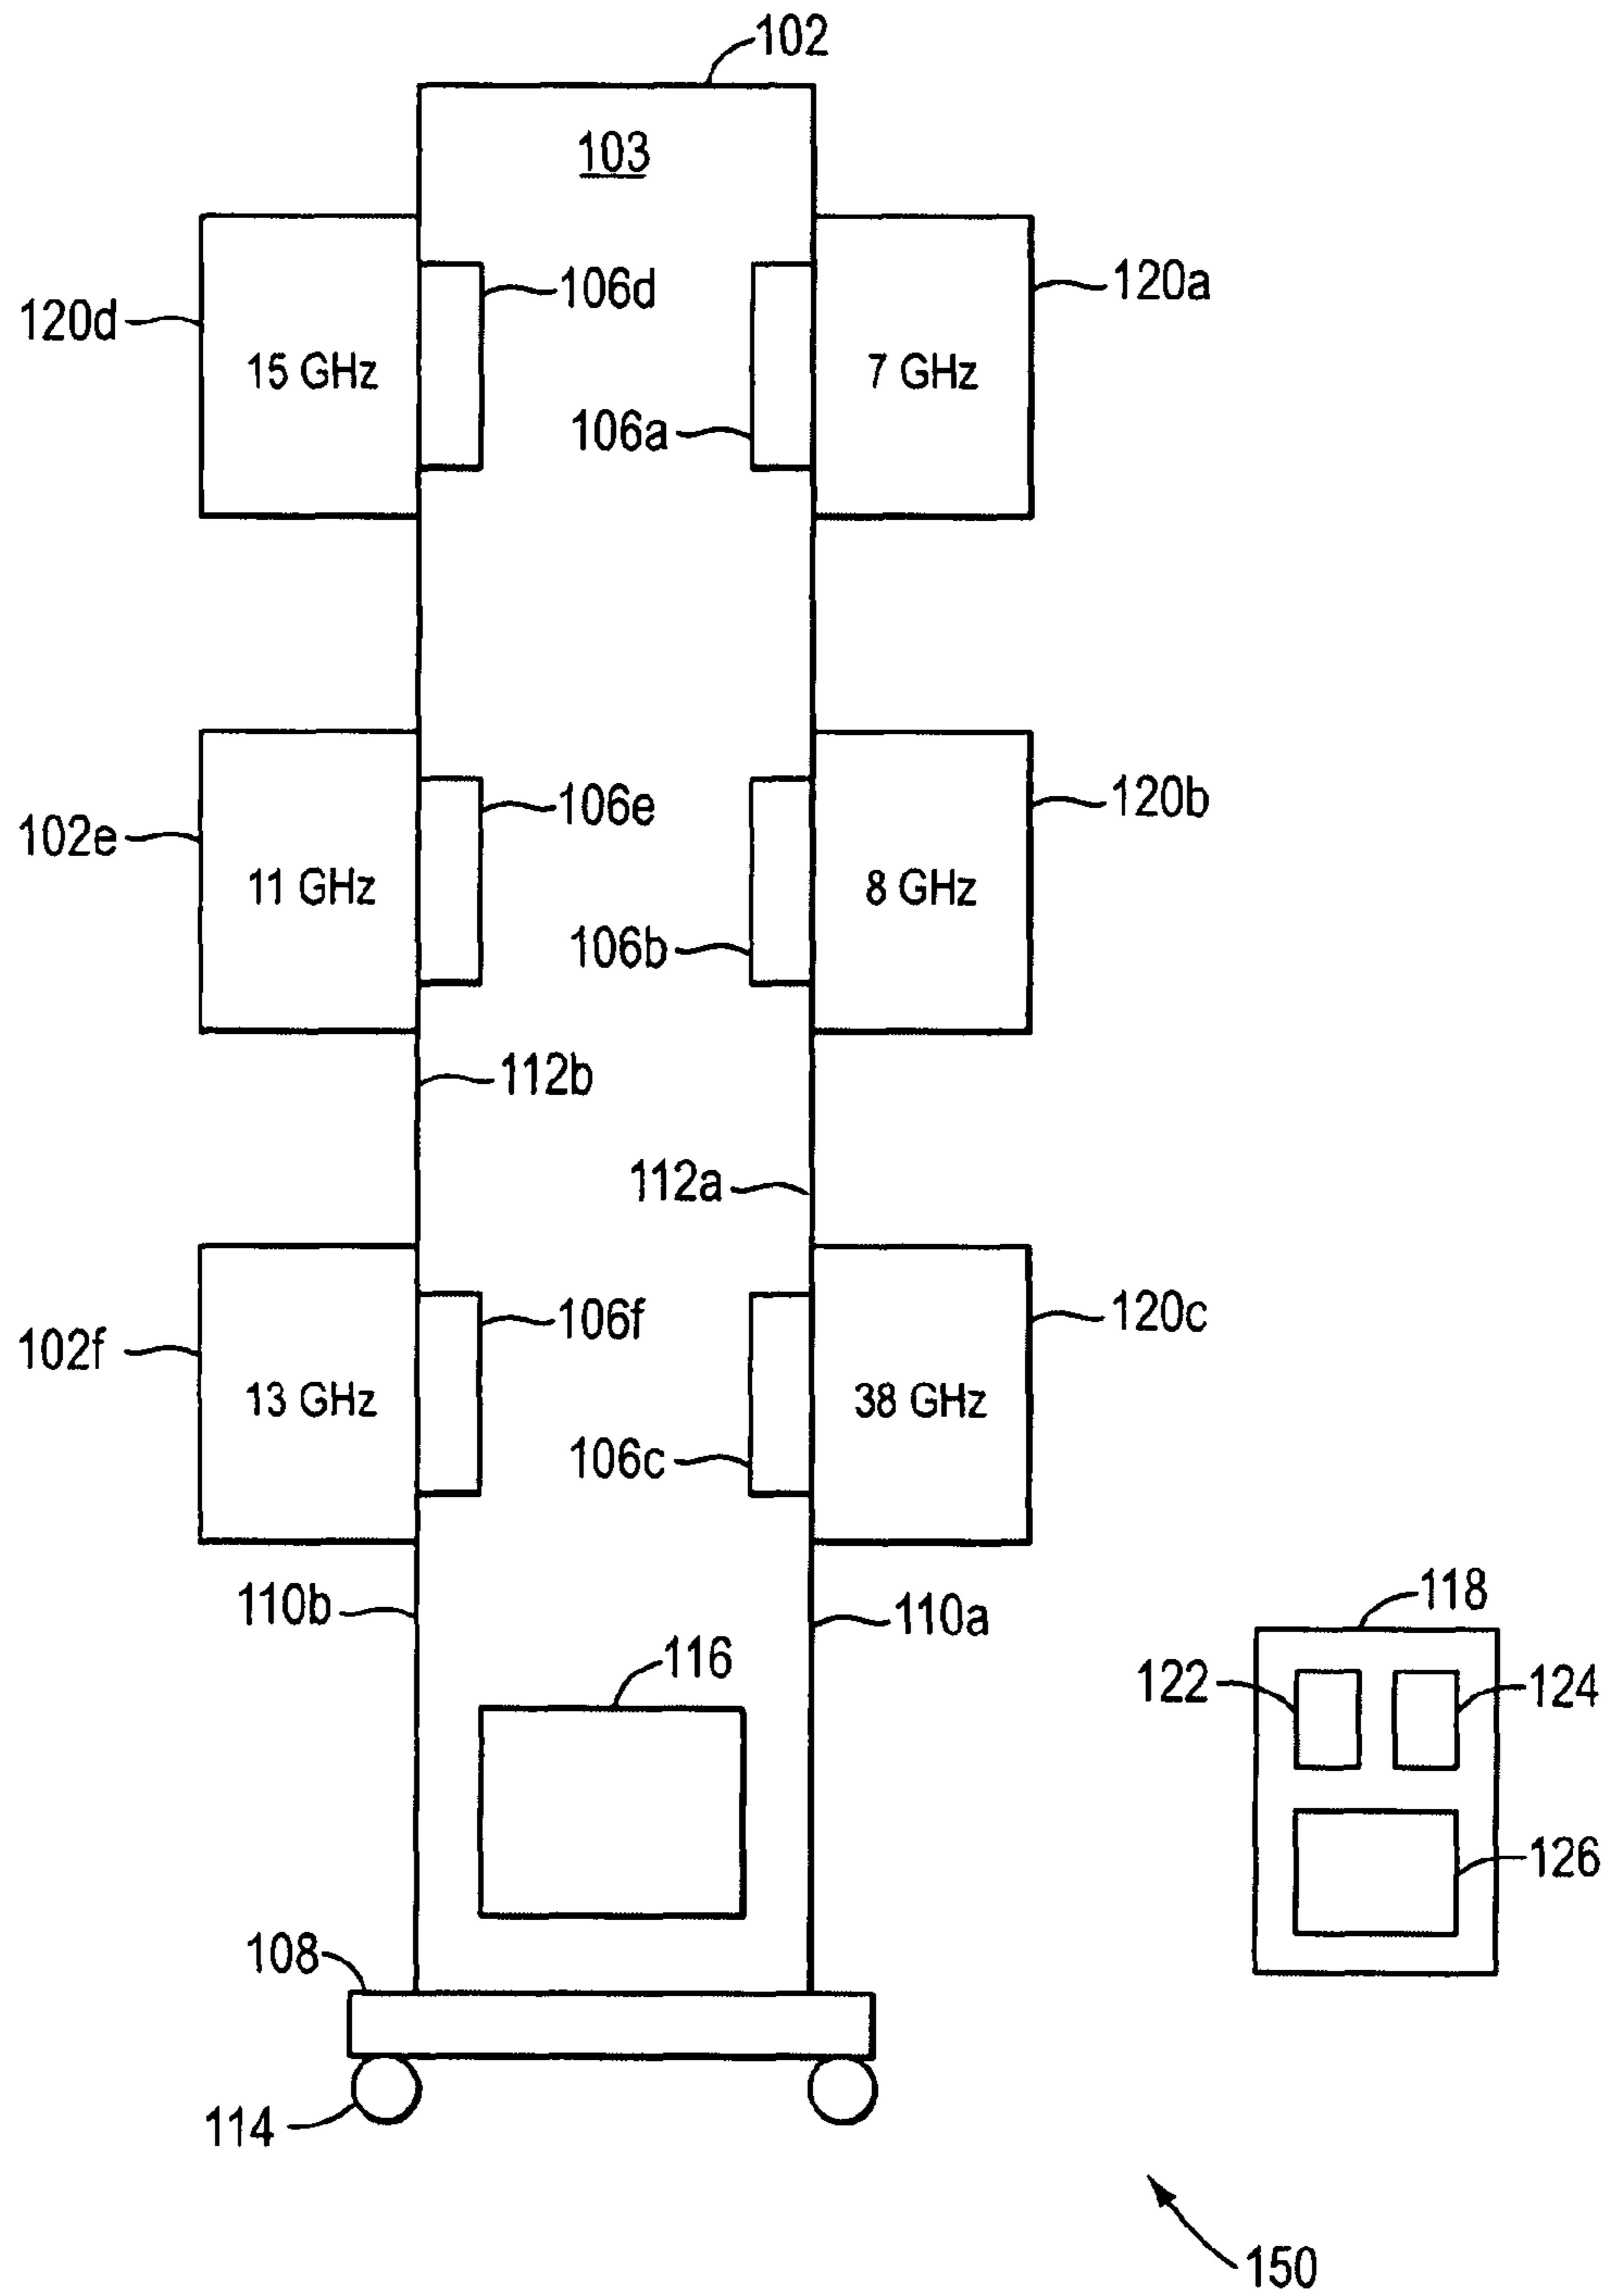 102
103
106d
120a
120d
15 GHz
7 GHz
106a
106e
120b
102e
11 GHz
8 GHz
106b
112b
112a
106f
120c
102f
13 GHz
38 GHz
106c
110b
110a
118
116
122
124
126
108
114
150